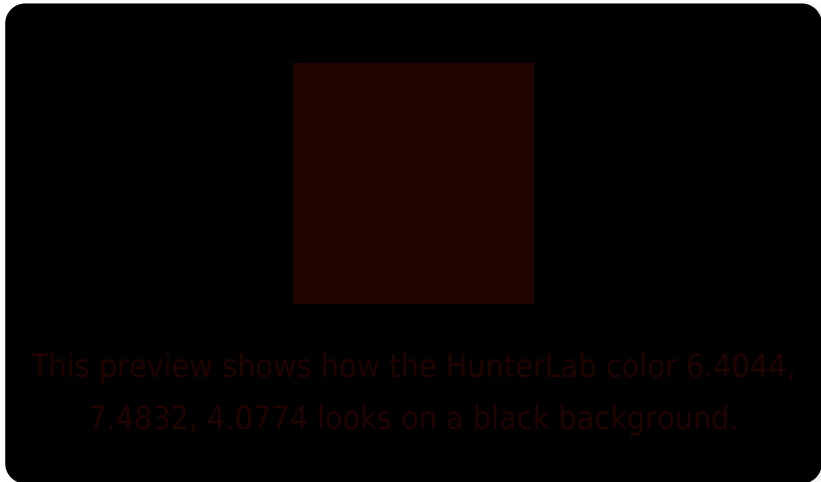 This preview shows how the HunterLab color 6.4044,
7.4832, 4.0774 looks on a black background.